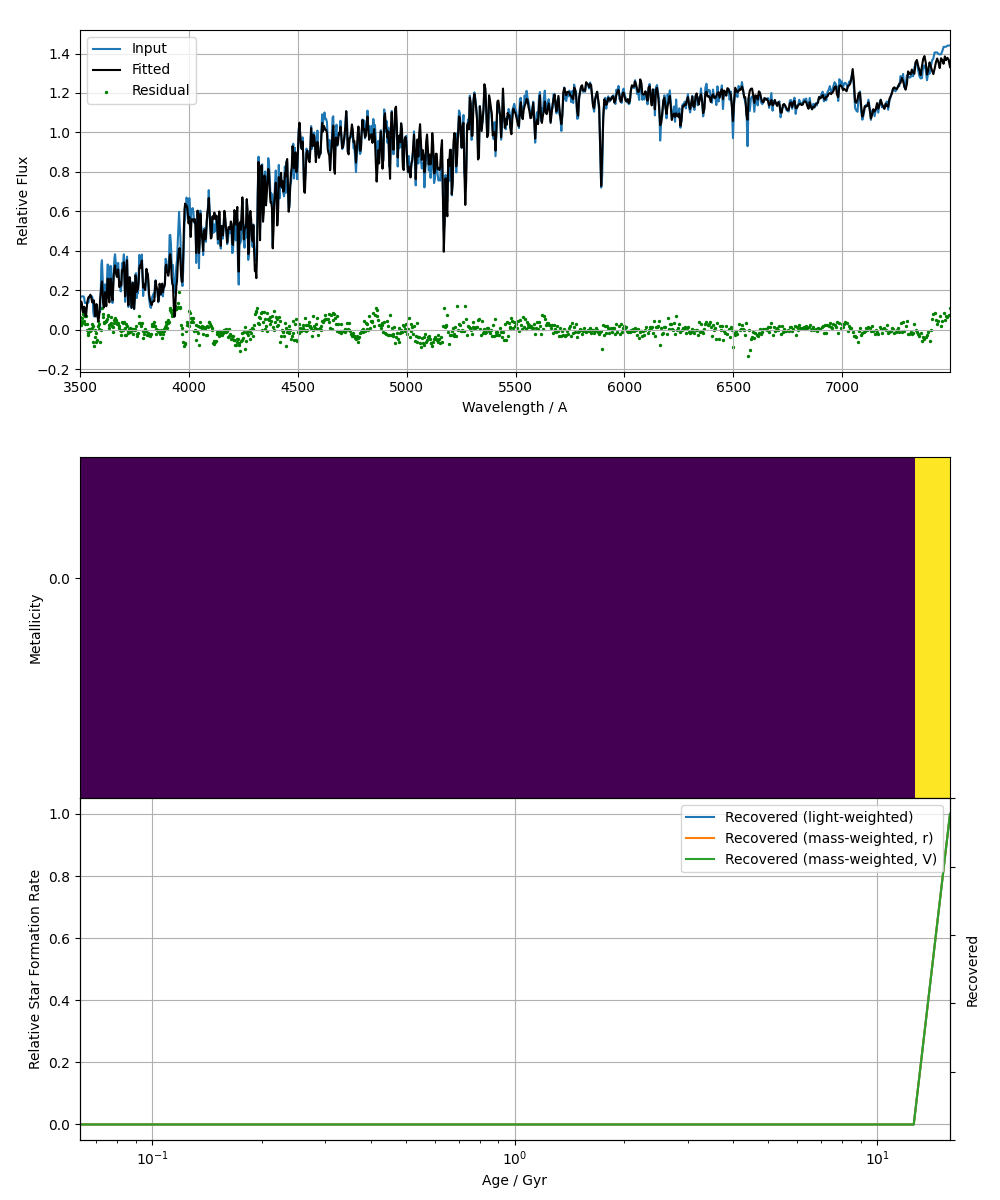 Input
Fitted
Residual
Relative Flux
1.4
1.2
1.0
0.8
0.6
0.4
0.2
0.0
−0.2
3500 4000 4500 5000 5500 6000 6500 7000
Wavelength / A
Metallicity
0.0
Recovered (light-weighted)
Recovered (mass-weighted, r)
Recovered (mass-weighted, V)
Relative Star Formation Rate
1.0
0.8
0.6
0.4
0.2
0.0
Recovered
10⁻¹ 10⁰ 10¹
Age / Gyr